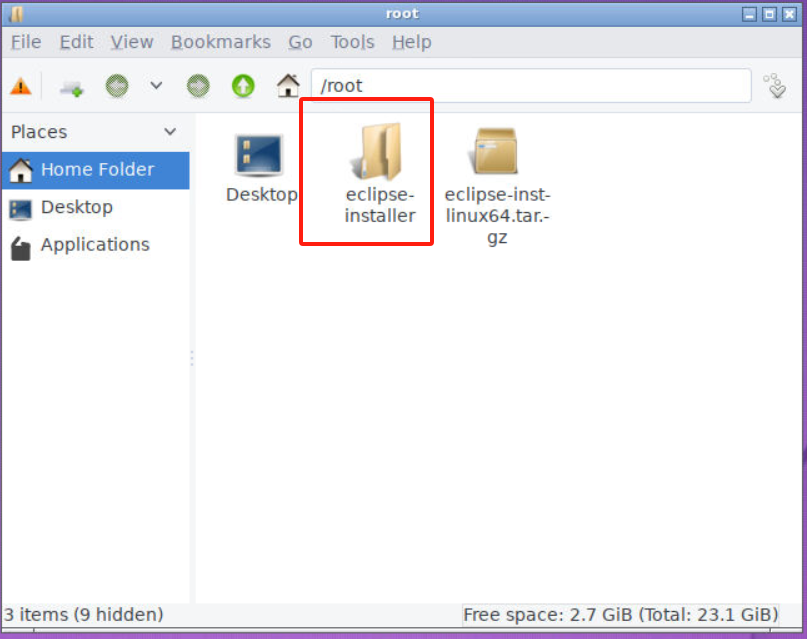 root
File Edit View Bookmarks Go Tools Help
/root
Places
Home Folder
Desktop
Applications
Desktop
eclipse-
installer
eclipse-inst-
linux64.tar.-
gz
3 items (9 hidden)
Free space: 2.7 GiB (Total: 23.1 GiB)